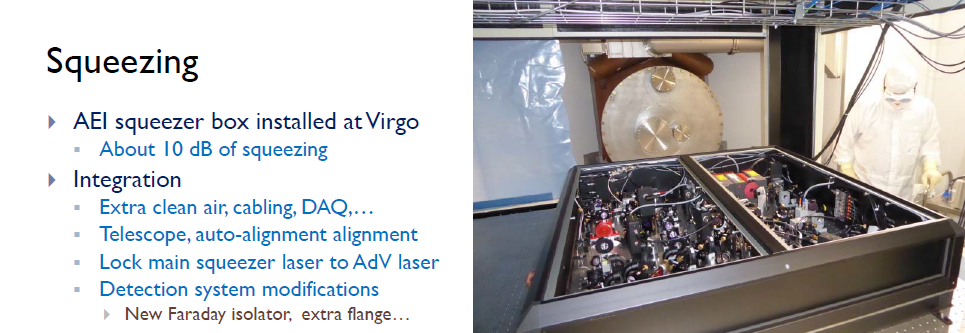 Squeezing
AEI squeezer box installed at Virgo
About 10 dB of squeezing
Integration
Extra clean air, cabling, DAQ,…
Telescope, auto-alignment alignment
Lock main squeezer laser to AdV laser
Detection system modifications
New Faraday isolator, extra flange…